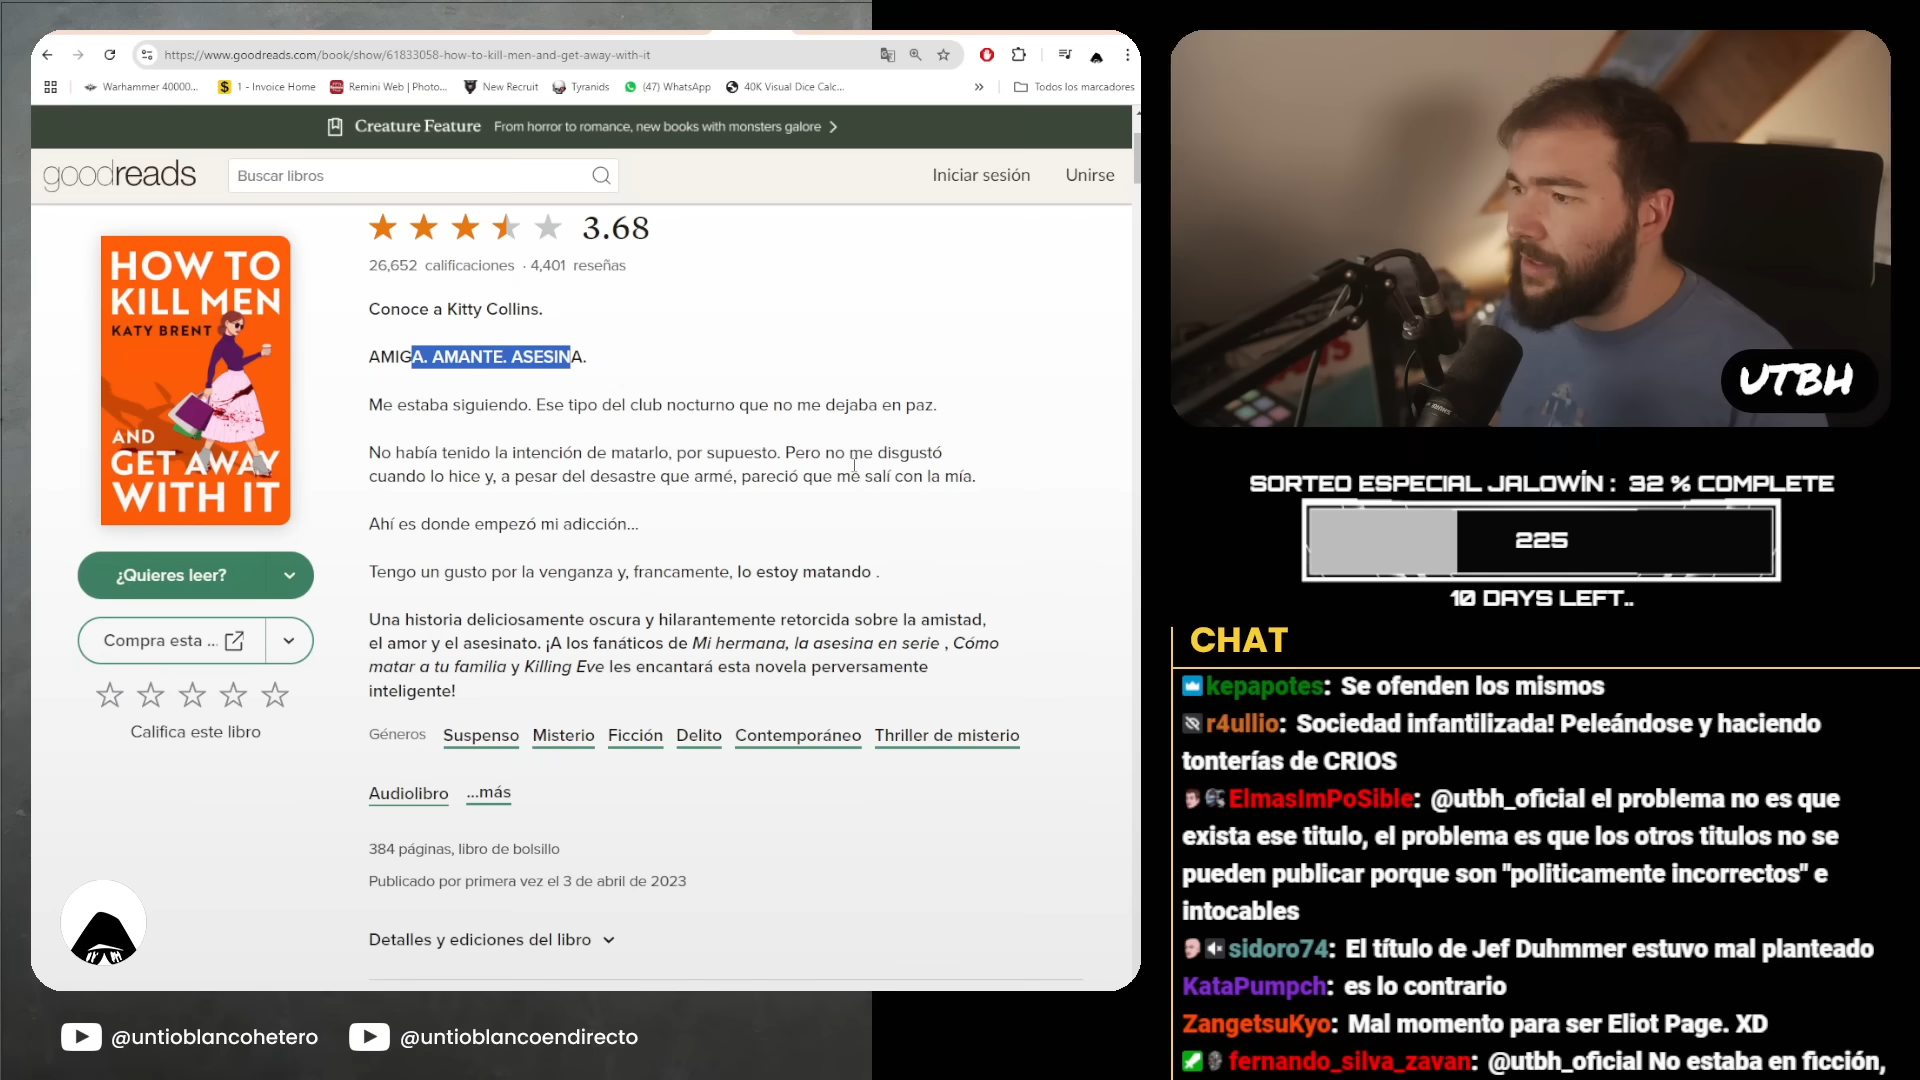 https://www.goodreads.com/book/show/61833058-how-to-kill-men-and-get-away-with-it
Warhammer 40000...
1 - Invoice Home
Remini Web | Photo...
New Recruit
Tyranids
(47) WhatsApp
40K Visual Dice Calc...
»
Todos los marcadores
Creature Feature From horror to romance, new books with monsters galore
goodreads
Buscar libros
Iniciar sesión
Unirse
3.68
26,652 calificaciones · 4,401 reseñas
HOW TO
KILL MEN
KATY BRENT
AND
GET AWAY
WITH IT
¿Quieres leer?
Compra esta ...
Califica este libro
Conoce a Kitty Collins.
AMIGA. AMANTE. ASESINA.
Me estaba siguiendo. Ese tipo del club nocturno que no me dejaba en paz.
No había tenido la intención de matarlo, por supuesto. Pero no me disgustó
cuando lo hice y, a pesar del desastre que armé, pareció que me salí con la mía.
Ahí es donde empezó mi adicción...
Tengo un gusto por la venganza y, francamente, lo estoy matando .
Una historia deliciosamente oscura y hilarantemente retorcida sobre la amistad,
el amor y el asesinato. ¡A los fanáticos de Mi hermana, la asesina en serie , Cómo
matar a tu familia y Killing Eve les encantará esta novela perversamente
inteligente!
Géneros Suspenso Misterio Ficción Delito Contemporáneo Thriller de misterio
Audiolibro ...más
384 páginas, libro de bolsillo
Publicado por primera vez el 3 de abril de 2023
Detalles y ediciones del libro
@untioblancohetero
@untioblancoendirecto
UTBH
SORTEO ESPECIAL JALOWÍN : 32 % COMPLETE
225
10 DAYS LEFT..
CHAT
kepapotes: Se ofenden los mismos
r4ullio: Sociedad infantilizada! Peleándose y haciendo
tonterías de CRIOS
ElmasImPoSible: @utbh_oficial el problema no es que
exista ese titulo, el problema es que los otros titulos no se
pueden publicar porque son "politicamente incorrectos" e
intocables
sidoro74: El título de Jef Duhmmer estuvo mal planteado
KataPumpch: es lo contrario
ZangetsuKyo: Mal momento para ser Eliot Page. XD
fernando_silva_zavan: @utbh_oficial No estaba en ficción,